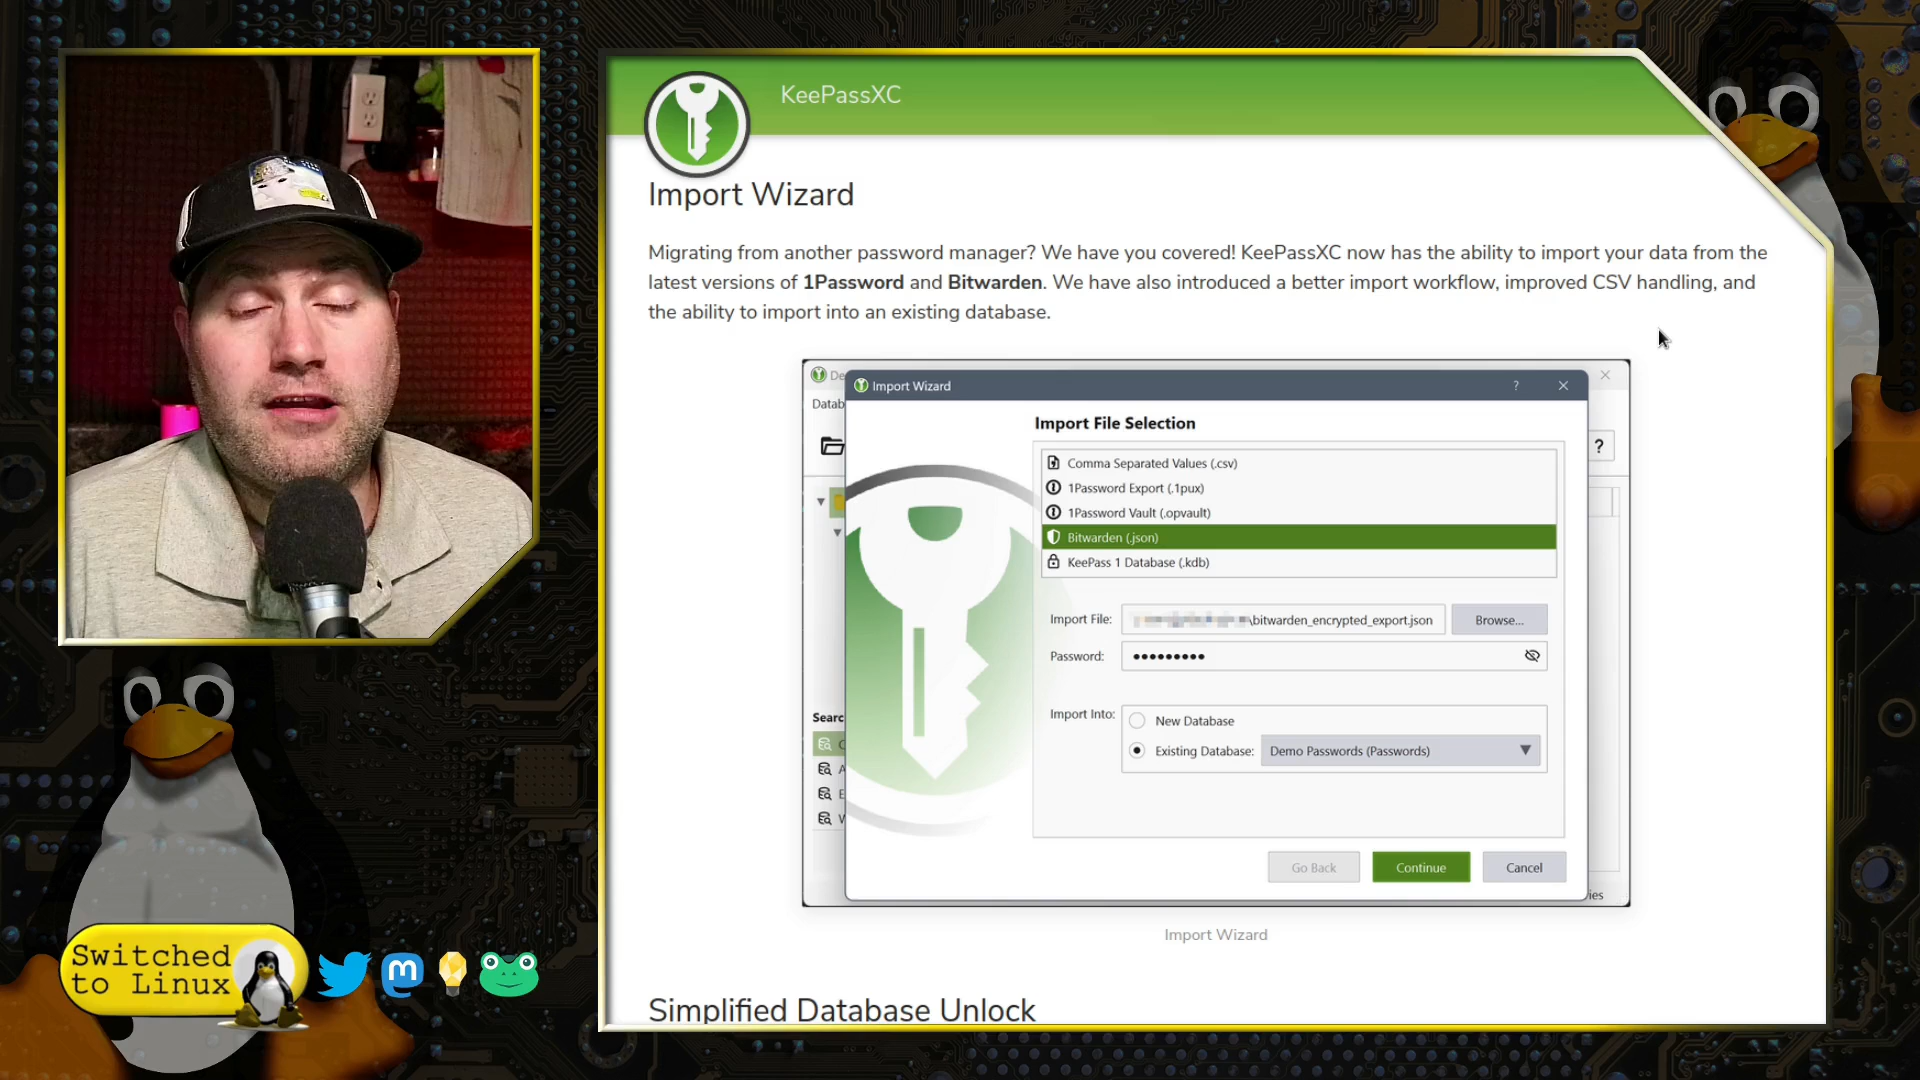 KeePassXC
Import Wizard
Migrating from another password manager? We have you covered! KeePassXC now has the ability to import your data from the
latest versions of 1Password and Bitwarden. We have also introduced a better import workflow, improved CSV handling, and
the ability to import into an existing database.
Import Wizard
?
Datab
Import File Selection
?
Comma Separated Values (.csv)
1Password Export (.1pux)
1Password Vault (.opvault)
Bitwarden (.json)
KeePass 1 Database (.kdb)
Import File:
\bitwarden_encrypted_export.json
Browse...
Password:
Import Into:
New Database
Searc
Existing Database:
Demo Passwords (Passwords)
Go Back
Continue
Cancel
ies
Import Wizard
Simplified Database Unlock
Switched
to Linux